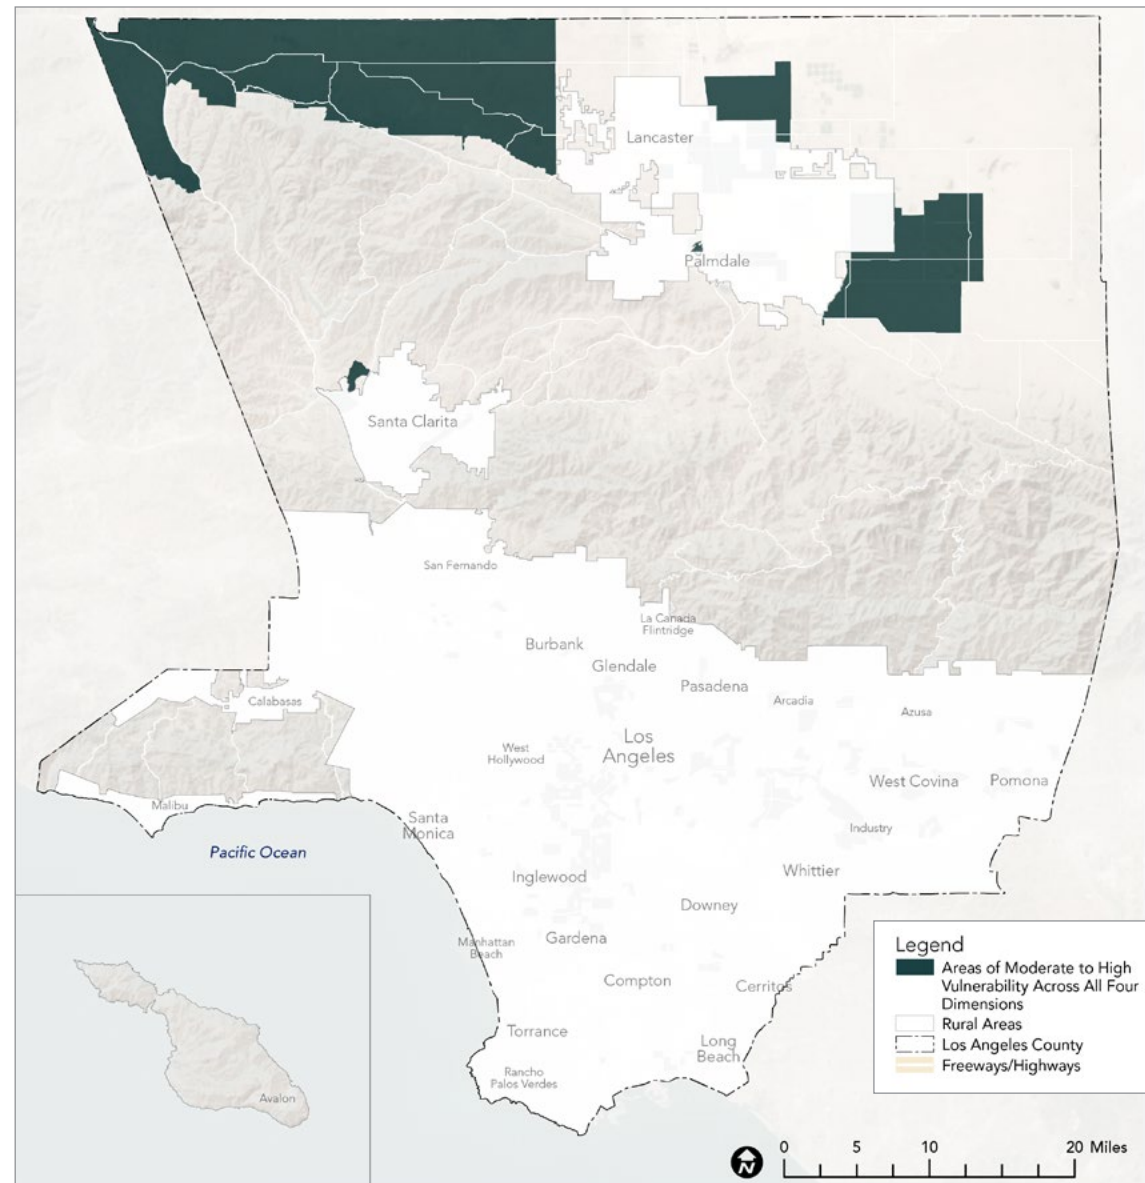 Lancaster
Palmdale
Santa Clarita
San Fernando
La Canada
Flintridge
Burbank
Glendale
Pasadena
Arcadia
Azusa
Calabasas
Los
Angeles
West
Hollywood
West Covina
Pomona
Malibu
Santa
Monica
Industry
Pacific Ocean
Whittier
Inglewood
Downey
Manhattan
Beach
Gardena
Compton
Cerritos
Torrance
Long
Beach
Rancho
Palos Verdes
Avalon
Legend
Areas of Moderate to High
Vulnerability Across All Four
Dimensions
Rural Areas
Los Angeles County
Freeways/Highways
N
0 5 10 20 Miles